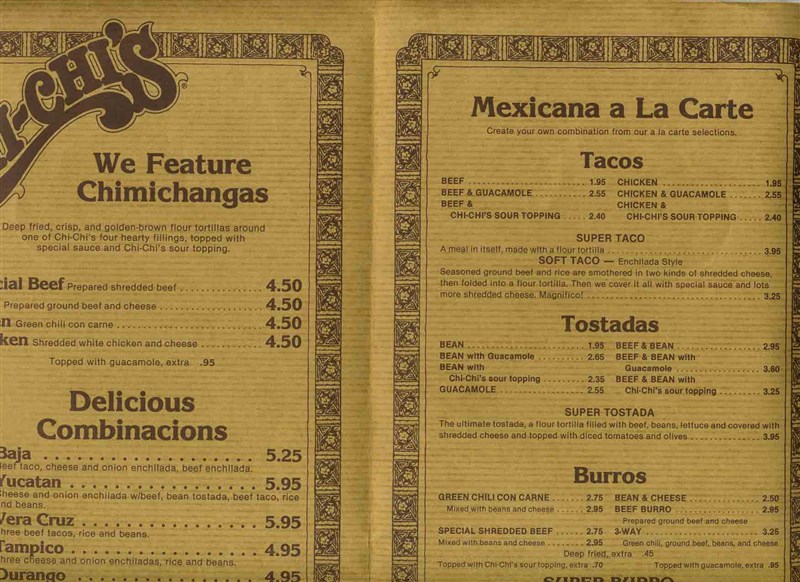 CHI'S
®
We Feature
Chimichangas
Deep fried, crisp, and golden-brown flour tortillas around
one of Chi-Chi's four hearty fillings, topped with
special sauce and Chi-Chi's sour topping.
cial Beef Prepared shredded beef 4.50
Prepared ground beef and cheese 4.50
en Green chili con carne 4.50
ken Shredded white chicken and cheese 4.50
Topped with guacamole, extra .95
Delicious
Combinacions
Baja 5.25
Beef taco, cheese and onion enchilada, beef enchilada.
Yucatan 5.95
Cheese and onion enchilada w/beef, bean tostada, beef taco, rice
and beans.
Vera Cruz 5.95
Three beef tacos, rice and beans.
Tampico 4.95
Three cheese and onion enchiladas, rice and beans.
Durango 4.95
Mexicana a La Carte
Create your own combination from our a la carte selections.
Tacos
BEEF 1.95 CHICKEN 1.95
BEEF & GUACAMOLE 2.55 CHICKEN & GUACAMOLE 2.55
BEEF & CHICKEN &
CHI-CHI'S SOUR TOPPING 2.40 CHI-CHI'S SOUR TOPPING 2.40
SUPER TACO
A meal in itself, made with a flour tortilla 3.95
SOFT TACO — Enchilada Style
Seasoned ground beef and rice are smothered in two kinds of shredded cheese,
then folded into a flour tortilla. Then we cover it all with special sauce and lots
more shredded cheese. Magnifico! 3.25
Tostadas
BEAN 1.95 BEEF & BEAN 2.95
BEAN with Guacamole 2.65 BEEF & BEAN with
BEAN with Guacamole 3.60
Chi-Chi's sour topping 2.35 BEEF & BEAN with
GUACAMOLE 2.55 Chi-Chi's sour topping 3.25
SUPER TOSTADA
The ultimate tostada, a flour tortilla filled with beef, beans, lettuce and covered with
shredded cheese and topped with diced tomatoes and olives 3.95
Burros
GREEN CHILI CON CARNE 2.75 BEAN & CHEESE 2.50
Mixed with beans and cheese 2.95 BEEF BURRO 2.95
Prepared ground beef and cheese
SPECIAL SHREDDED BEEF 2.75 3-WAY 3.25
Mixed with beans and cheese 2.95 Green chili, ground beef, beans, and cheese
Deep fried, extra .45
Topped with Chi-Chi's sour topping, extra .70 Topped with guacamole, extra .95
SUPER BURRO